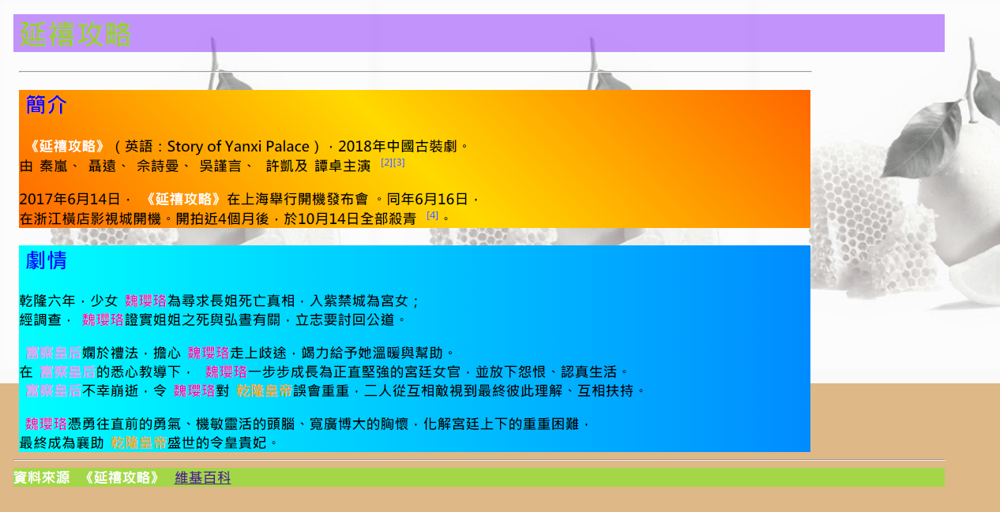 延禧攻略
簡介
《延禧攻略》（英語：Story of Yanxi Palace），2018年中國古裝劇。
由 秦嵐、 聶遠、 佘詩曼、 吳謹言、 許凱及 譚卓主演 [2][3]
2017年6月14日， 《延禧攻略》在上海舉行開機發布會 。同年6月16日，
在浙江橫店影視城開機。開拍近4個月後，於10月14日全部殺青 [4] 。
劇情
乾隆六年，少女 魏瓔珞為尋求長姐死亡真相，入紫禁城為宮女；
經調查， 魏瓔珞證實姐姐之死與弘晝有關，立志要討回公道。
富察皇后嫻於禮法，擔心 魏瓔珞走上歧途，竭力給予她溫暖與幫助。
在 富察皇后的悉心教導下， 魏瓔珞一步步成長為正直堅強的宮廷女官，並放下怨恨、認真生活。
富察皇后不幸崩逝，令 魏瓔珞對 乾隆皇帝誤會重重，二人從互相敵視到最終彼此理解、互相扶持。
魏瓔珞憑勇往直前的勇氣、機敏靈活的頭腦、寬廣博大的胸懷，化解宮廷上下的重重困難，
最終成為襄助 乾隆皇帝盛世的令皇貴妃。
資料來源 《延禧攻略》 維基百科